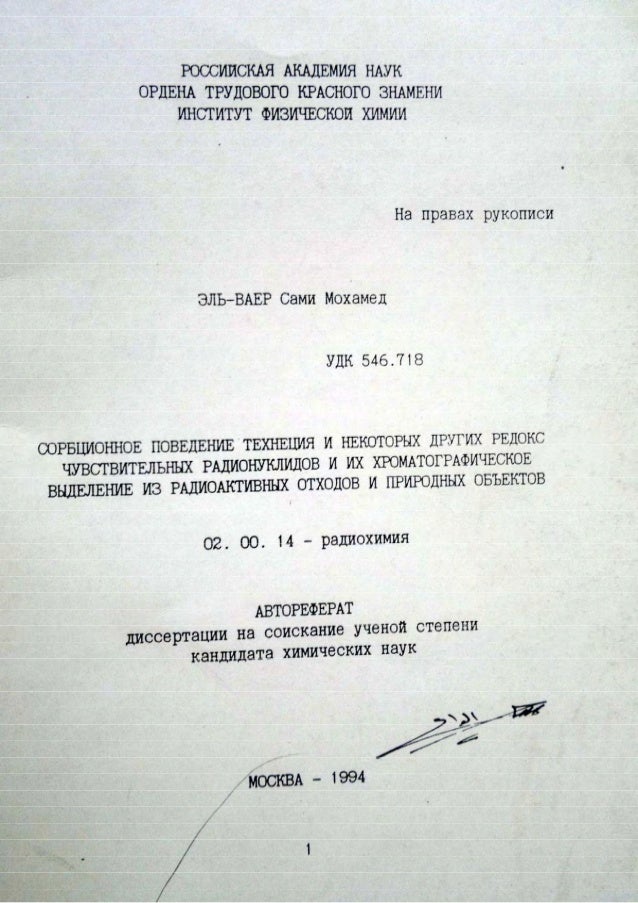 РОССИЙСКАЯ АКАДЕМИЯ НАУК
ОРДЕНА ТРУДОВОГО КРАСНОГО ЗНАМЕНИ
ИНСТИТУТ ФИЗИЧЕСКОЙ ХИМИИ
На правах рукописи
ЭЛЬ-ВАЕР Сами Мохамед
УДК 546.718
СОРБЦИОННОЕ ПОВЕДЕНИЕ ТЕХНЕЦИЯ И НЕКОТОРЫХ ДРУГИХ РЕДОКС
ЧУВСТВИТЕЛЬНЫХ РАДИОНУКЛИДОВ И ИХ ХРОМАТОГРАФИЧЕСКОЕ
ВЫДЕЛЕНИЕ ИЗ РАДИОАКТИВНЫХ ОТХОДОВ И ПРИРОДНЫХ ОБЪЕКТОВ
02. 00. 14 - радиохимия
АВТОРЕФЕРАТ
диссертации на соискание ученой степени
кандидата химических наук
МОСКВА - 1994
1